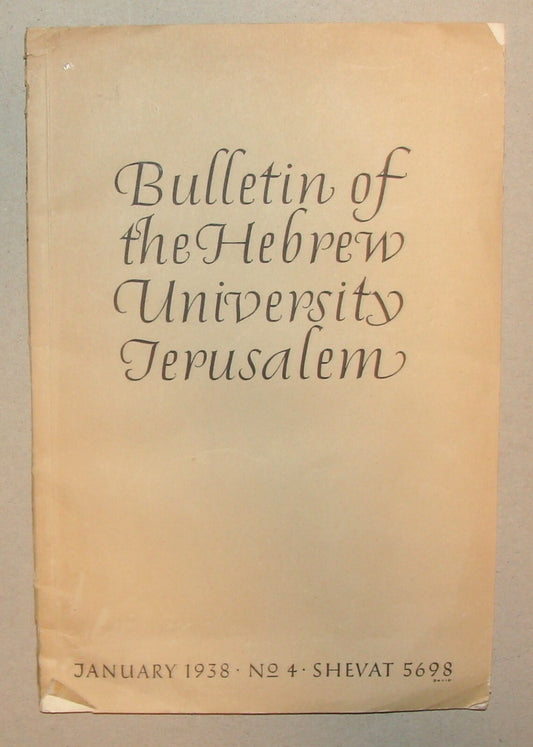 Bulletin of
the Hebrew
University
Jerusalem
JANUARY 1938 · No 4 · SHEVAT 5698